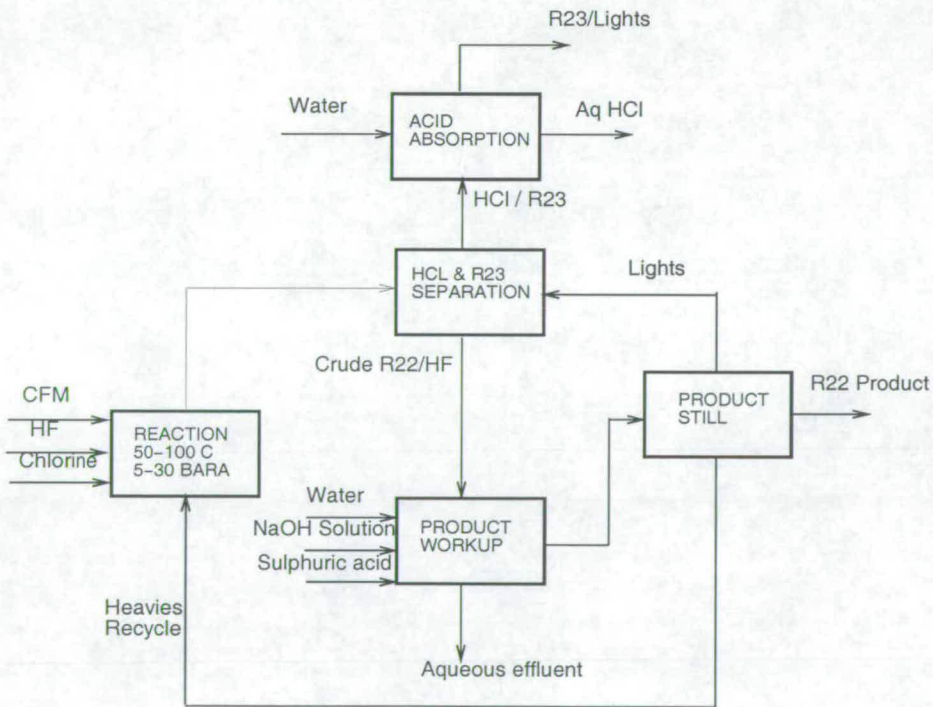 R23/Lights
Water
ACID
ABSORPTION
Aq HCl
HCl / R23
HCL & R23
SEPARATION
Lights
Crude R22/HF
CFM
HF
Chlorine
REACTION
50-100 C
5-30 BARA
PRODUCT
STILL
R22 Product
Water
NaOH Solution
Sulphuric acid
PRODUCT
WORKUP
Heavies
Recycle
Aqueous effluent